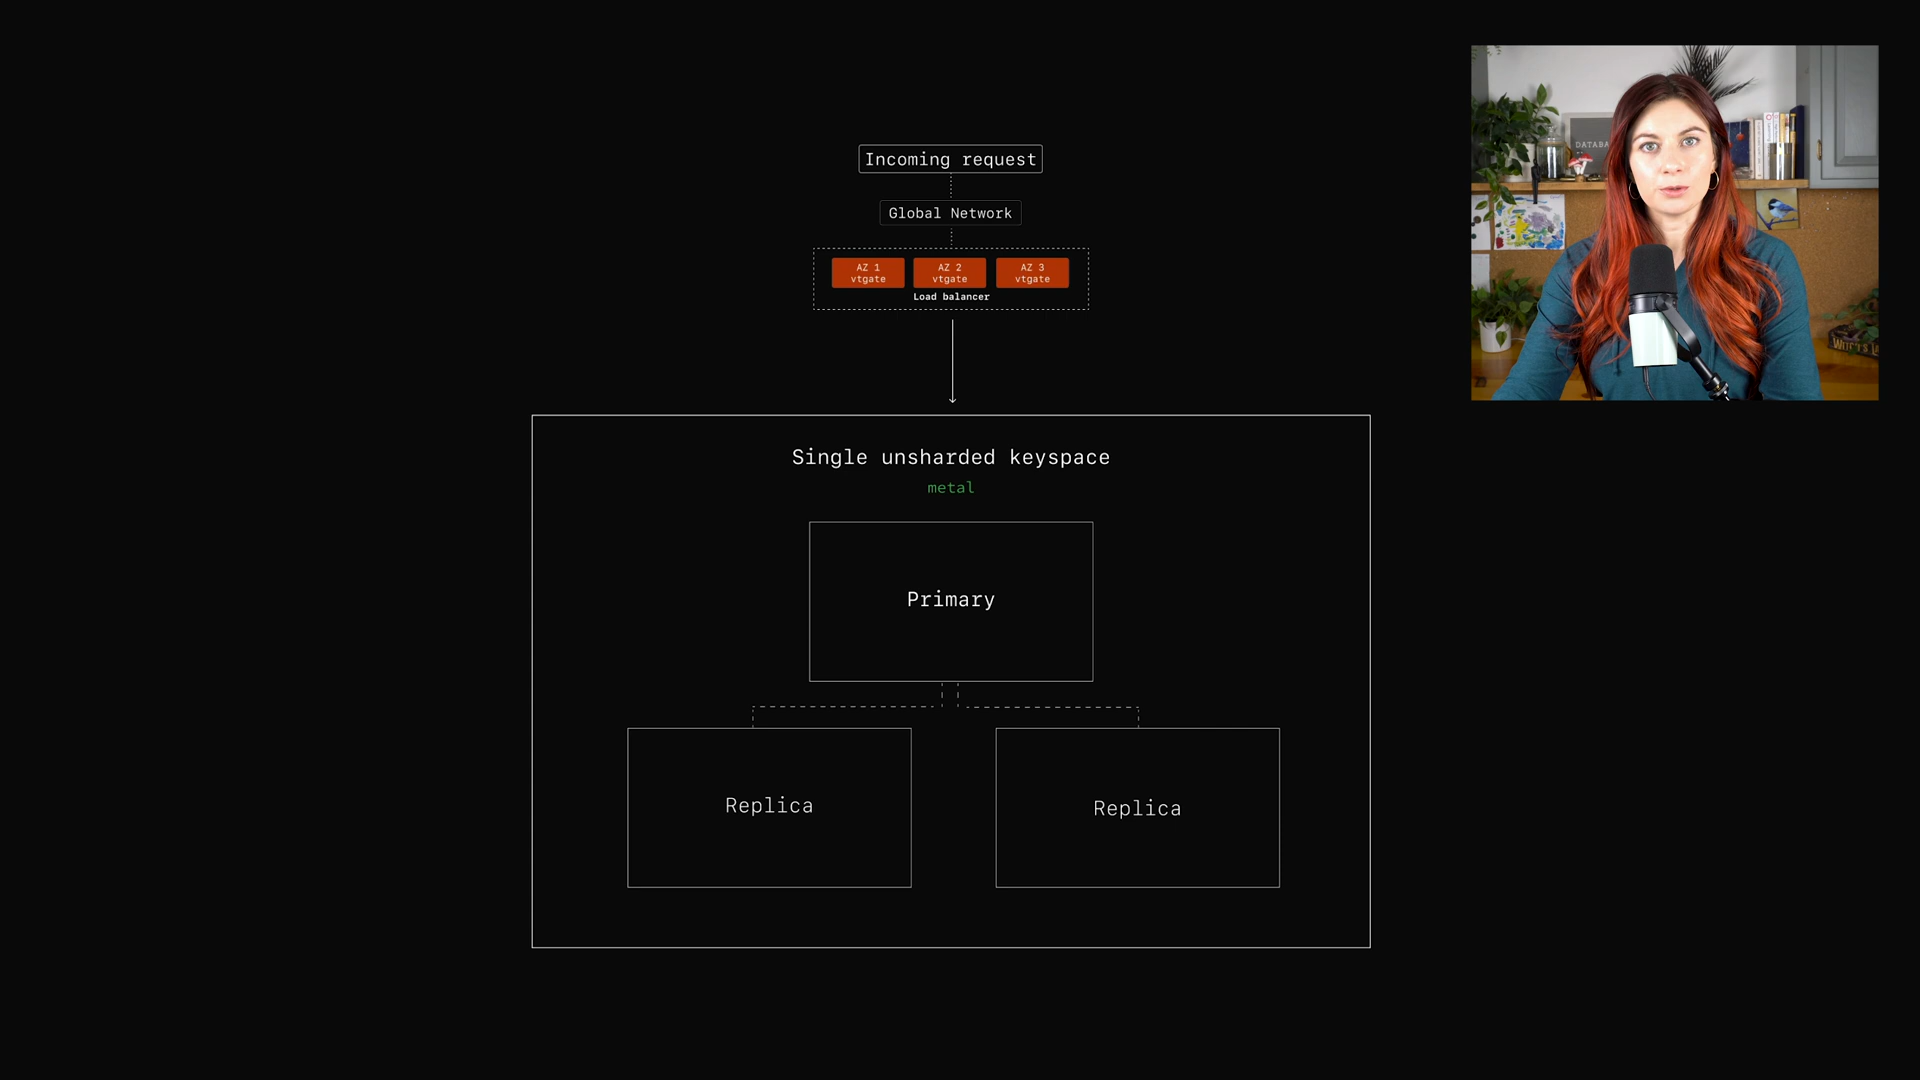 Incoming request
Global Network
AZ 1
vtgate
AZ 2
vtgate
AZ 3
vtgate
Load balancer
Single unsharded keyspace
metal
Primary
Replica
Replica
DATABA